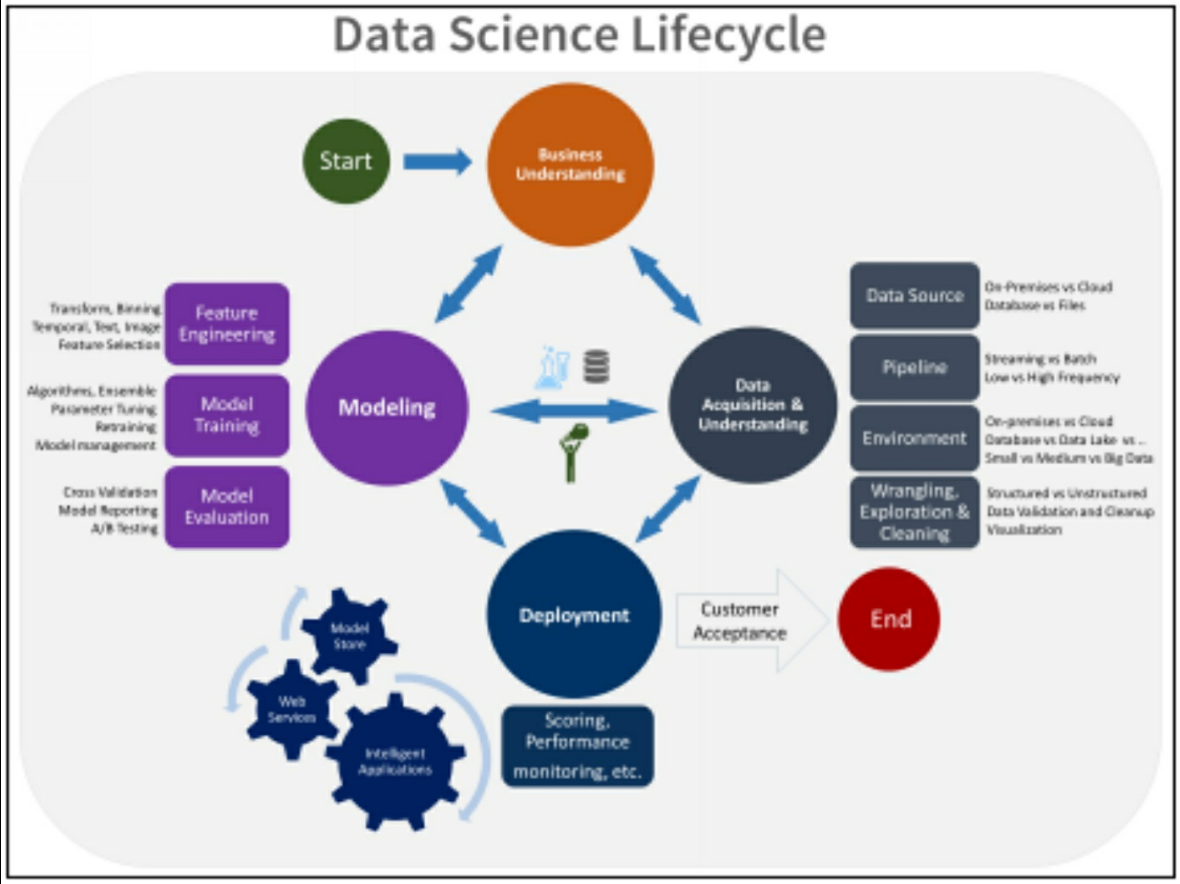 Data Science Lifecycle
Start
Business
Understanding
Transform, Binning
Temporal, Text, Image
Feature Selection
Feature
Engineering
Algorithms, Ensemble
Parameter Tuning
Retraining
Model management
Model
Training
Cross Validation
Model Reporting
A/B Testing
Model
Evaluation
Modeling
Data
Acquisition &
Understanding
Data Source
On-Premises vs Cloud
Database vs Files
Pipeline
Streaming vs Batch
Low vs High Frequency
Environment
On-premises vs Cloud
Database vs Data Lake vs ..
Small vs Medium vs Big Data
Wrangling,
Exploration &
Cleaning
Structured vs Unstructured
Data Validation and Cleanup
Visualization
Deployment
Customer
Acceptance
End
Model
Store
Web
Services
Intelligent
Applications
Scoring,
Performance
monitoring, etc.